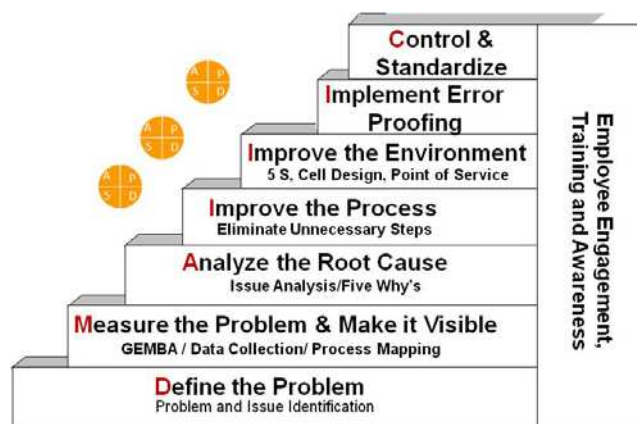 Control &
Standardize
Implement Error
Proofing
Improve the Environment
5 S, Cell Design, Point of Service
Improve the Process
Eliminate Unnecessary Steps
Analyze the Root Cause
Issue Analysis/Five Why's
Measure the Problem & Make it Visible
GEMBA / Data Collection/ Process Mapping
Define the Problem
Problem and Issue Identification
Employee Engagement,
Training and Awareness
A P
S D
A P
S D
A P
S D